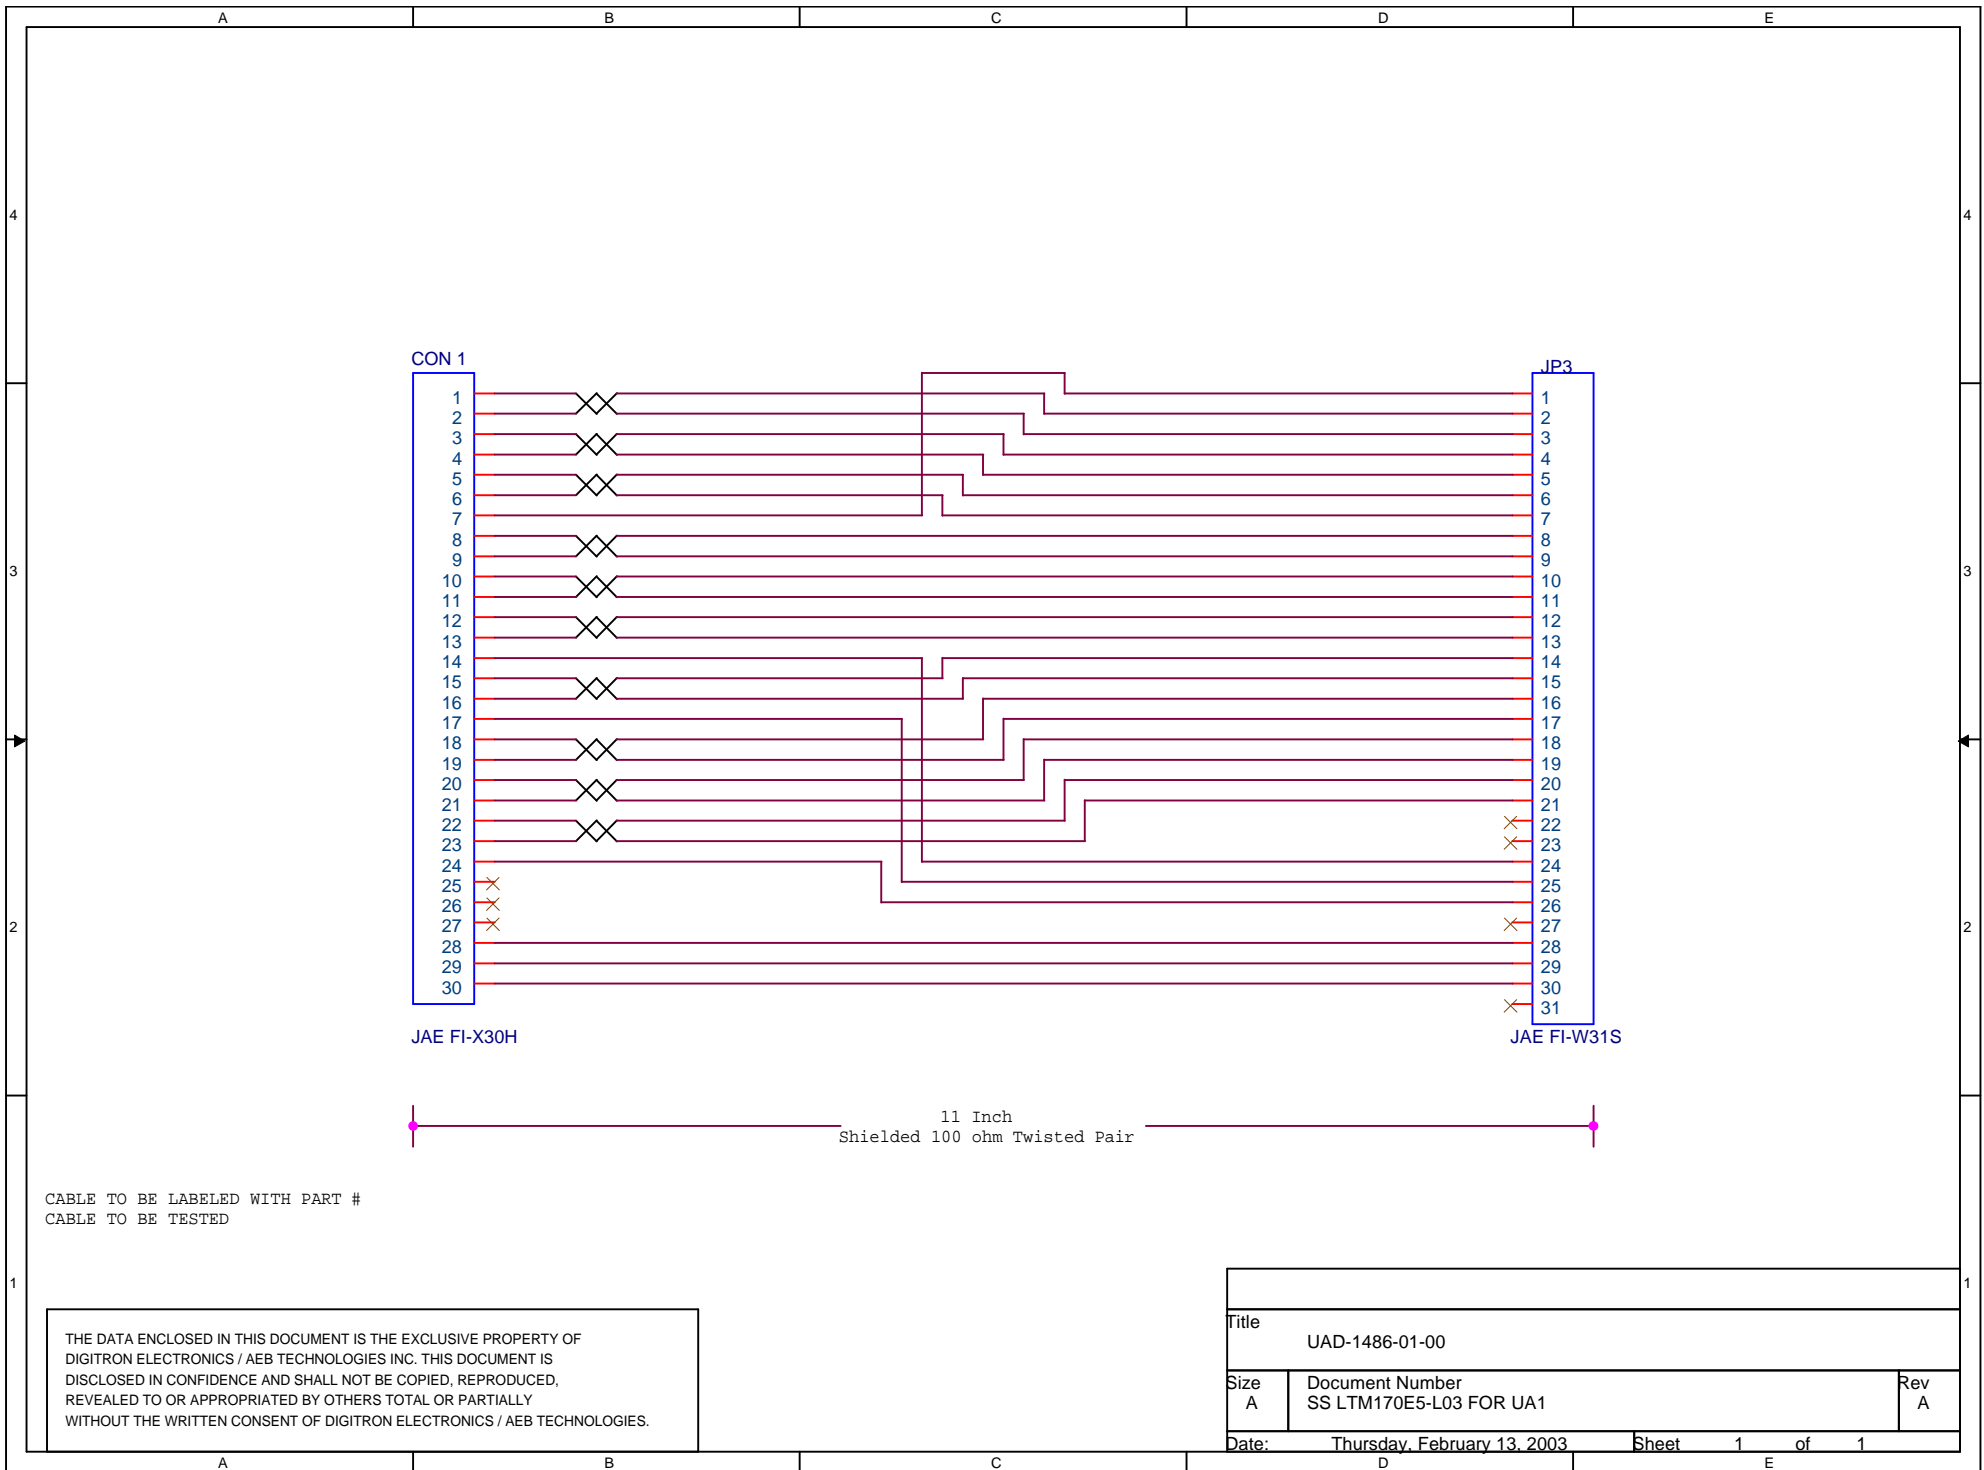 A B C D E
4 4
CON 1
JP3
1 1
2 2
3 3
4 4
5 5
6 6
7 7
8 8
9 9
3 3
10 10
11 11
12 12
13 13
14 14
15 15
16 16
17 17
18 18
19 19
20 20
21 21
22 22
23 23
24 24
25 25
26 26
27 27
2 2
28 28
29 29
30 30
31
JAE FI-X30H JAE FI-W31S
11 Inch
Shielded 100 ohm Twisted Pair
CABLE TO BE LABELED WITH PART #
CABLE TO BE TESTED
1 1
THE DATA ENCLOSED IN THIS DOCUMENT IS THE EXCLUSIVE PROPERTY OF
DIGITRON ELECTRONICS / AEB TECHNOLOGIES INC. THIS DOCUMENT IS
DISCLOSED IN CONFIDENCE AND SHALL NOT BE COPIED, REPRODUCED,
REVEALED TO OR APPROPRIATED BY OTHERS TOTAL OR PARTIALLY
WITHOUT THE WRITTEN CONSENT OF DIGITRON ELECTRONICS / AEB TECHNOLOGIES.
Title
UAD-1486-01-00
Size Document Number Rev
A SS LTM170E5-L03 FOR UA1 A
Date: Thursday, February 13, 2003 Sheet 1 of 1
A B C D E